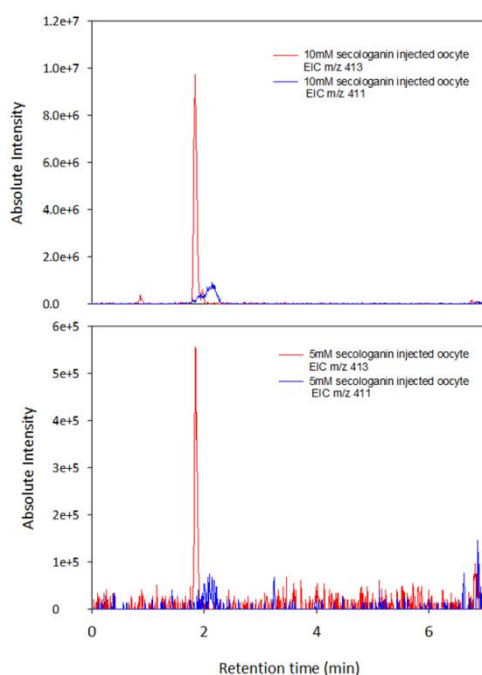 1.2e+7
1.0e+7
8.0e+6
6.0e+6
4.0e+6
2.0e+6
0.0
Absolute Intensity
10mM secologanin injected oocyte
EIC m/z 413
10mM secologanin injected oocyte
EIC m/z 411
6e+5
5e+5
4e+5
3e+5
2e+5
1e+5
0
Absolute Intensity
5mM secologanin injected oocyte
EIC m/z 413
5mM secologanin injected oocyte
EIC m/z 411
0 2 4 6
Retention time (min)